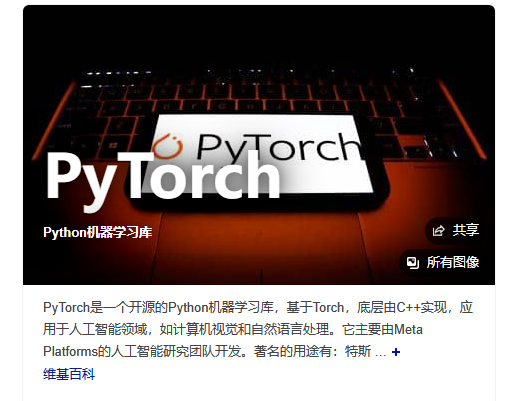 PyTorch
PyTorch
Python机器学习库
共享
所有图像
PyTorch是一个开源的Python机器学习库，基于Torch，底层由C++实现，应
用于人工智能领域，如计算机视觉和自然语言处理。它主要由Meta
Platforms的人工智能研究团队开发。著名的用途有：特斯 ... +
维基百科